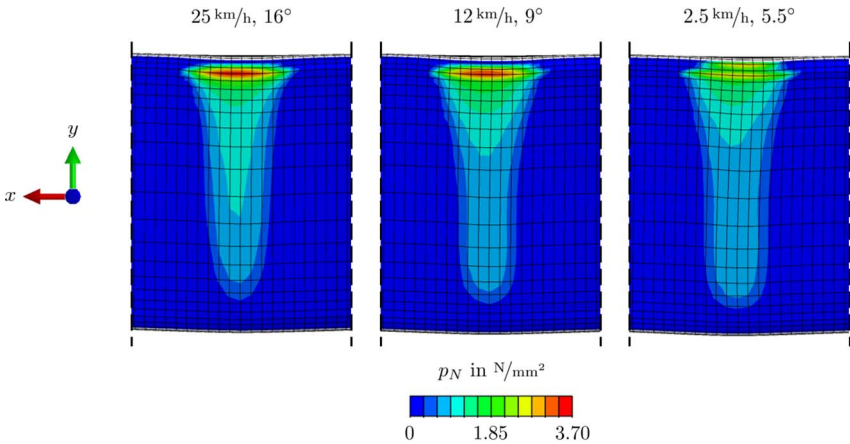 25 km/h, 16° 12 km/h, 9° 2.5 km/h, 5.5°
y
x
p_N in N/mm²
0 1.85 3.70